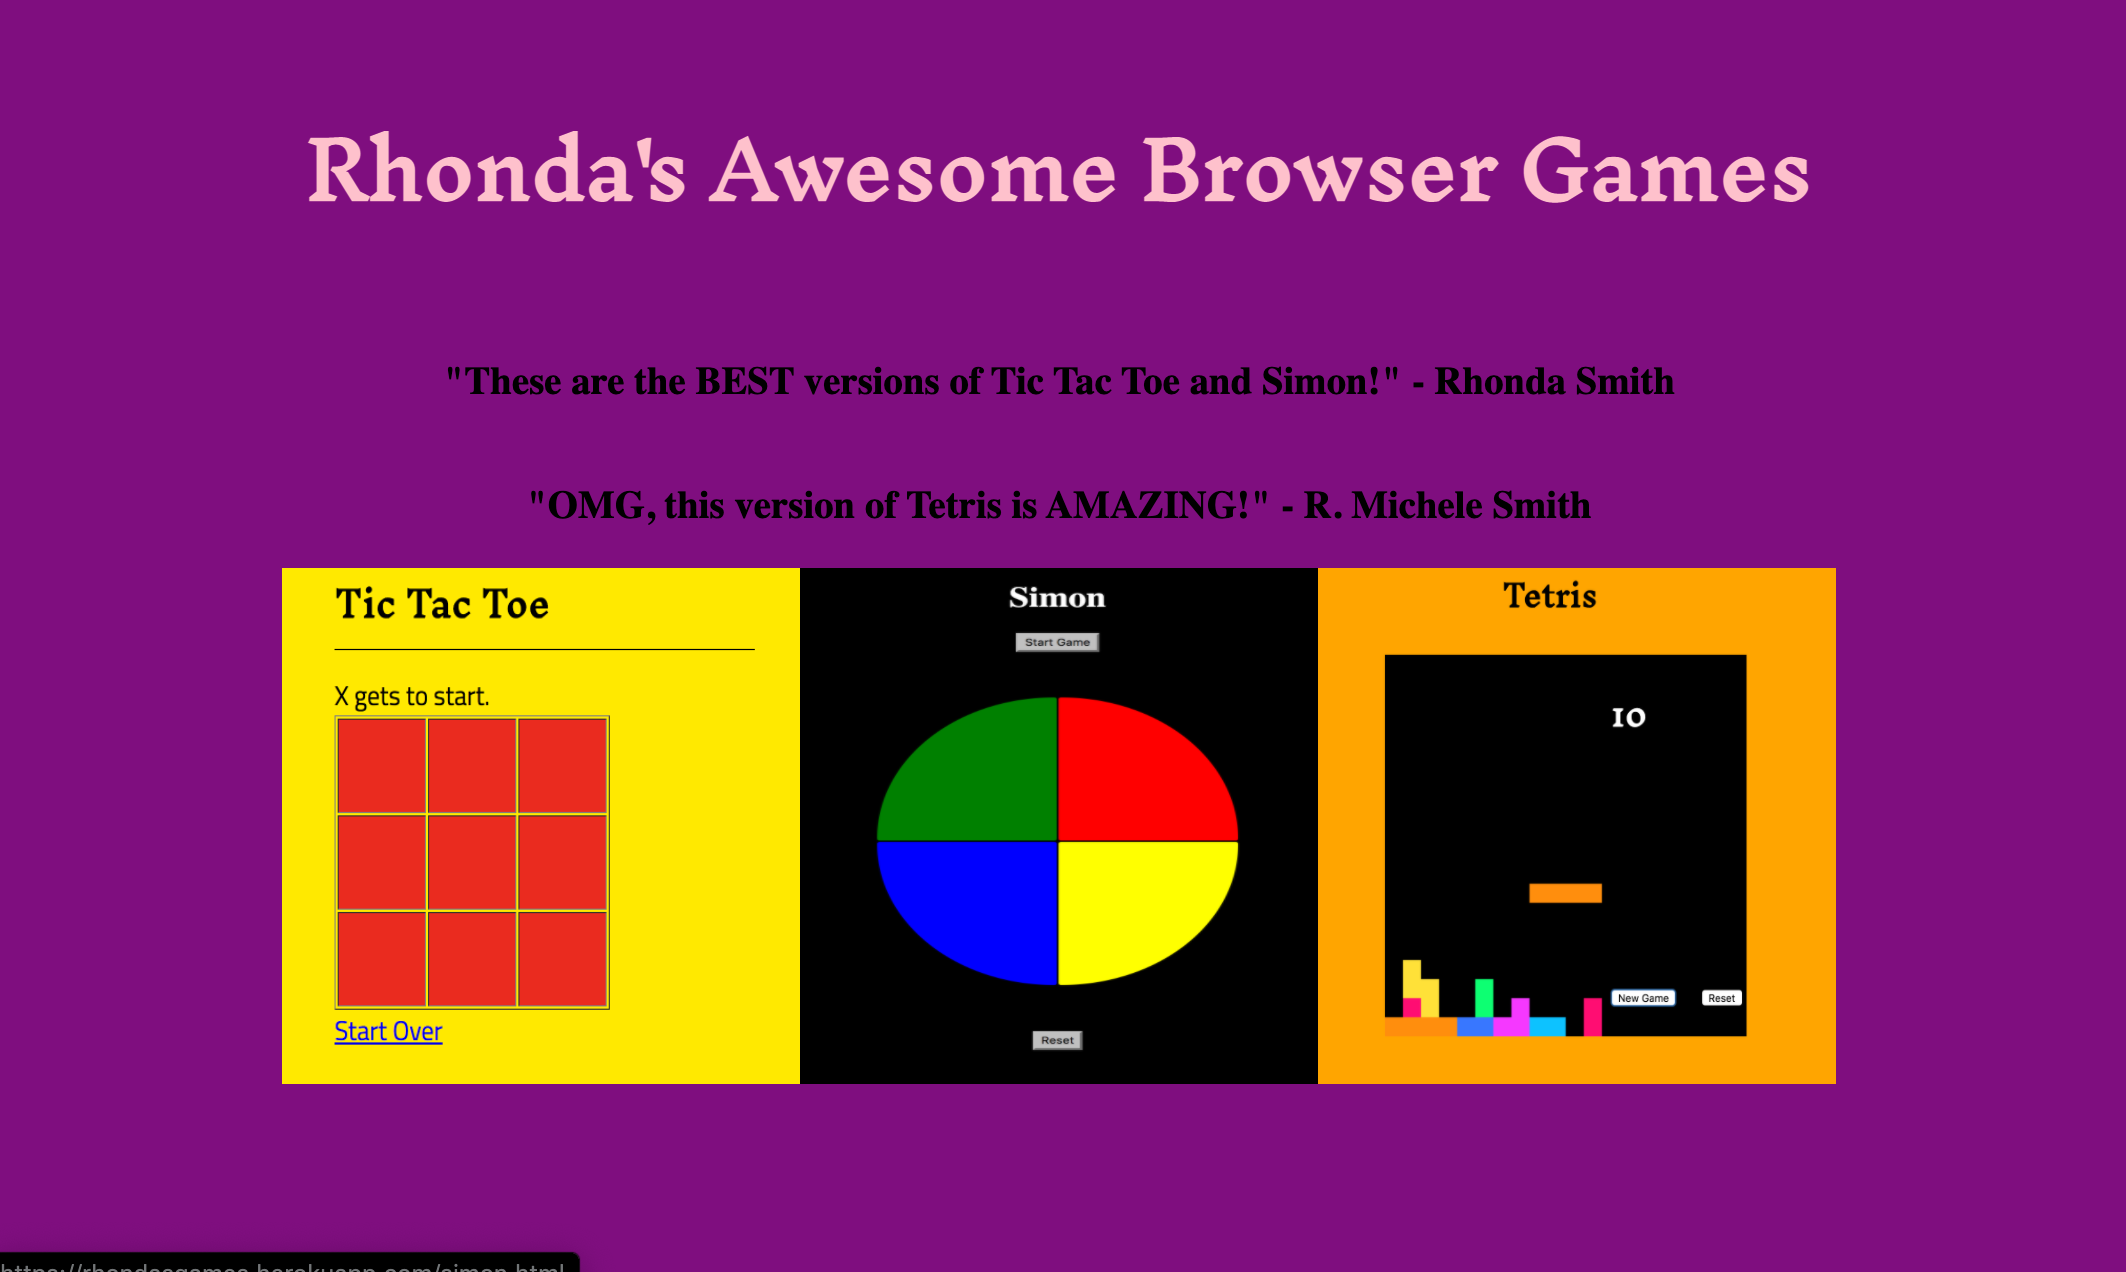 Rhonda's Awesome Browser Games
"These are the BEST versions of Tic Tac Toe and Simon!" - Rhonda Smith
"OMG, this version of Tetris is AMAZING!" - R. Michele Smith
Tic Tac Toe
X gets to start.
Start Over
Simon
Start Game
Reset
Tetris
10
New Game
Reset
https://rhondasgames.herokuapp.com/simon.html